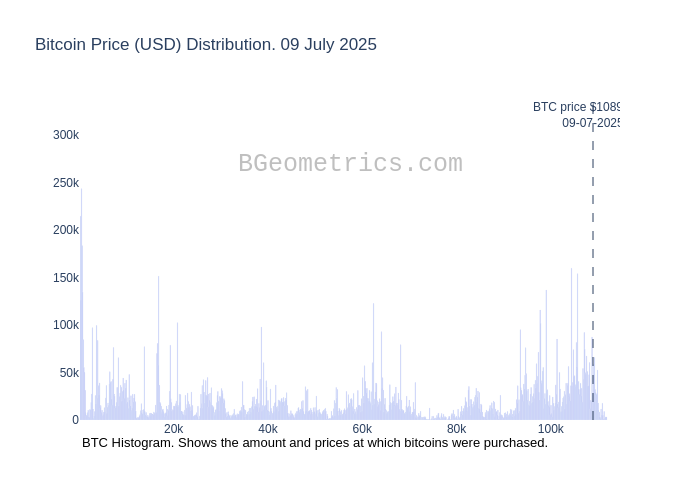 Bitcoin Price (USD) Distribution. 09 July 2025
BTC price $1089
09-07-2025
BGeometrics.com
300k
250k
200k
150k
100k
50k
0
20k 40k 60k 80k 100k
BTC Histogram. Shows the amount and prices at which bitcoins were purchased.